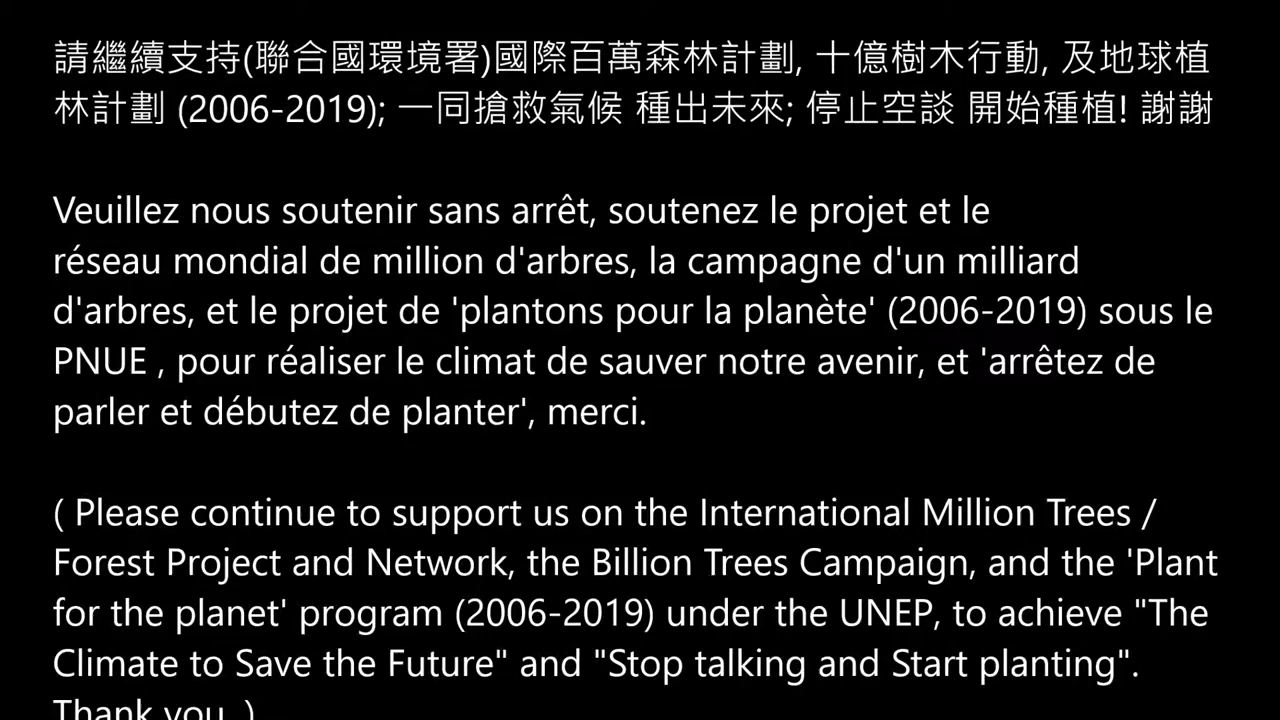 請繼續支持(聯合國環境署)國際百萬森林計劃, 十億樹木行動, 及地球植
林計劃 (2006-2019); 一同搶救氣候 種出未來; 停止空談 開始種植! 謝謝
Veuillez nous soutenir sans arrêt, soutenez le projet et le
réseau mondial de million d'arbres, la campagne d'un milliard
d'arbres, et le projet de 'plantons pour la planète' (2006-2019) sous le
PNUE , pour réaliser le climat de sauver notre avenir, et 'arrêtez de
parler et débutez de planter', merci.
( Please continue to support us on the International Million Trees /
Forest Project and Network, the Billion Trees Campaign, and the 'Plant
for the planet' program (2006-2019) under the UNEP, to achieve "The
Climate to Save the Future" and "Stop talking and Start planting".
Thank you. )